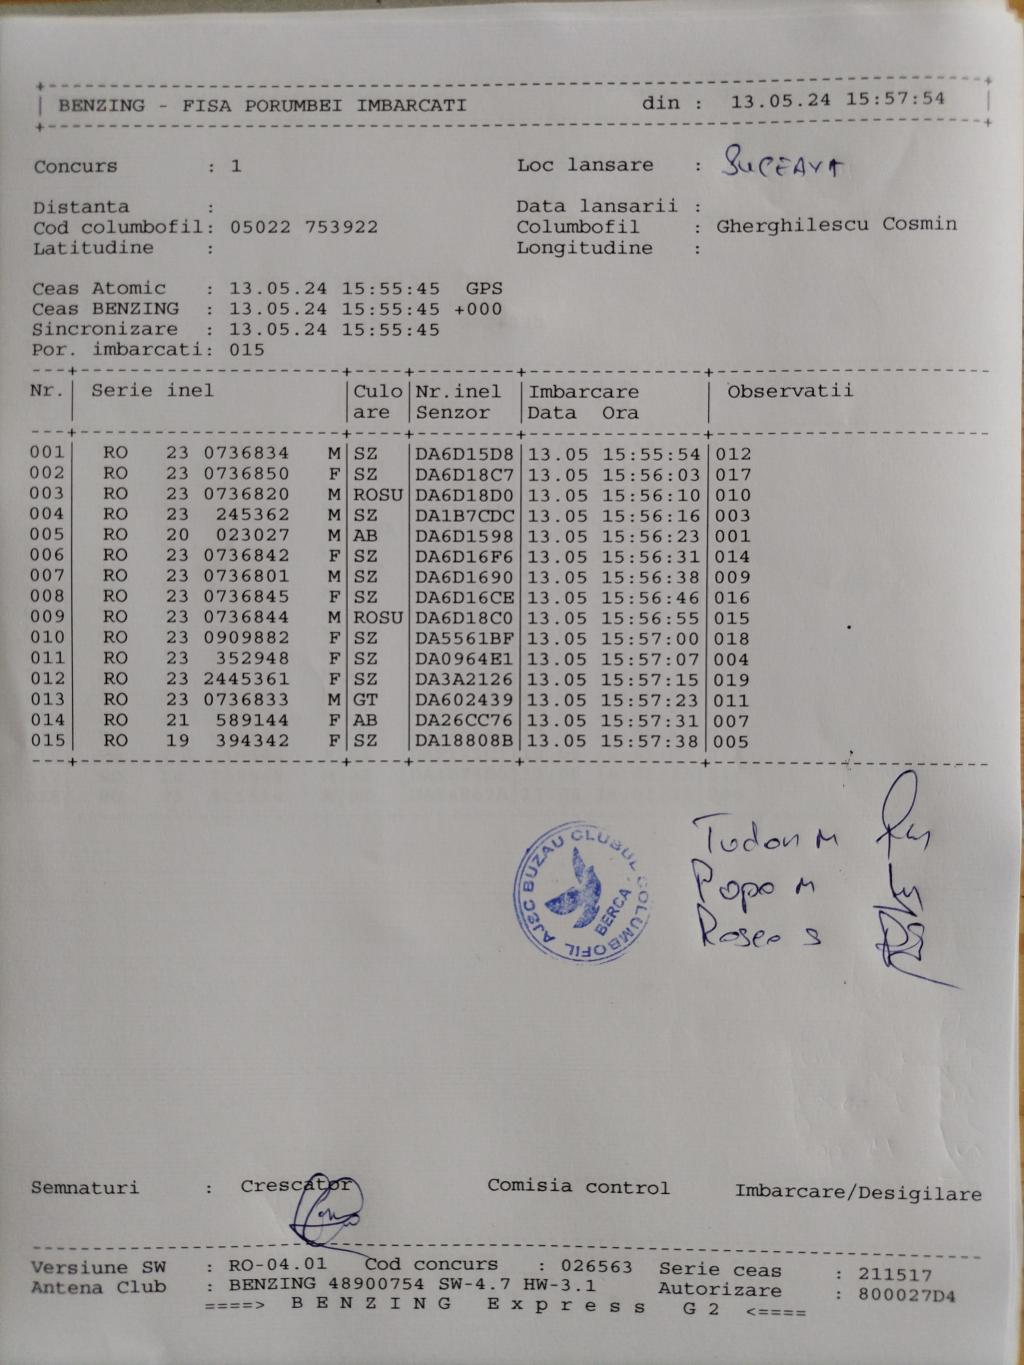 BENZING - FISA PORUMBEI IMBARCATI din : 13.05.24 15:57:54
Concurs : 1 Loc lansare : SUCEAVA
Distanta : Data lansarii :
Cod columbofil: 05022 753922 Columbofil : Gherghilescu Cosmin
Latitudine : Longitudine :
Ceas Atomic : 13.05.24 15:55:45 GPS
Ceas BENZING : 13.05.24 15:55:45 +000
Sincronizare : 13.05.24 15:55:45
Por. imbarcati: 015
Nr. Serie inel Culo Nr.inel Imbarcare Observatii
are Senzor Data Ora
001 RO 23 0736834 M SZ DA6D15D8 13.05 15:55:54 012
002 RO 23 0736850 F SZ DA6D18C7 13.05 15:56:03 017
003 RO 23 0736820 M ROSU DA6D18D0 13.05 15:56:10 010
004 RO 23 245362 M SZ DA1B7CDC 13.05 15:56:16 003
005 RO 20 023027 M AB DA6D1598 13.05 15:56:23 001
006 RO 23 0736842 F SZ DA6D16F6 13.05 15:56:31 014
007 RO 23 0736801 M SZ DA6D1690 13.05 15:56:38 009
008 RO 23 0736845 F SZ DA6D16CE 13.05 15:56:46 016
009 RO 23 0736844 M ROSU DA6D18C0 13.05 15:56:55 015
010 RO 23 0909882 F SZ DA5561BF 13.05 15:57:00 018
011 RO 23 352948 F SZ DA0964E1 13.05 15:57:07 004
012 RO 23 2445361 F SZ DA3A2126 13.05 15:57:15 019
013 RO 23 0736833 M GT DA602439 13.05 15:57:23 011
014 RO 21 589144 F AB DA26CC76 13.05 15:57:31 007
015 RO 19 394342 F SZ DA18808B 13.05 15:57:38 005
AJSC BUZAU CLUBUL COLUMBOFIL
BERCA
Tudor M
Popa M
Rosea S
Semnaturi : Crescator Comisia control Imbarcare/Desigilare
Versiune SW : RO-04.01 Cod concurs : 026563 Serie ceas : 211517
Antena Club : BENZING 48900754 SW-4.7 HW-3.1 Autorizare : 800027D4
====> B E N Z I N G E x p r e s s G 2 <====